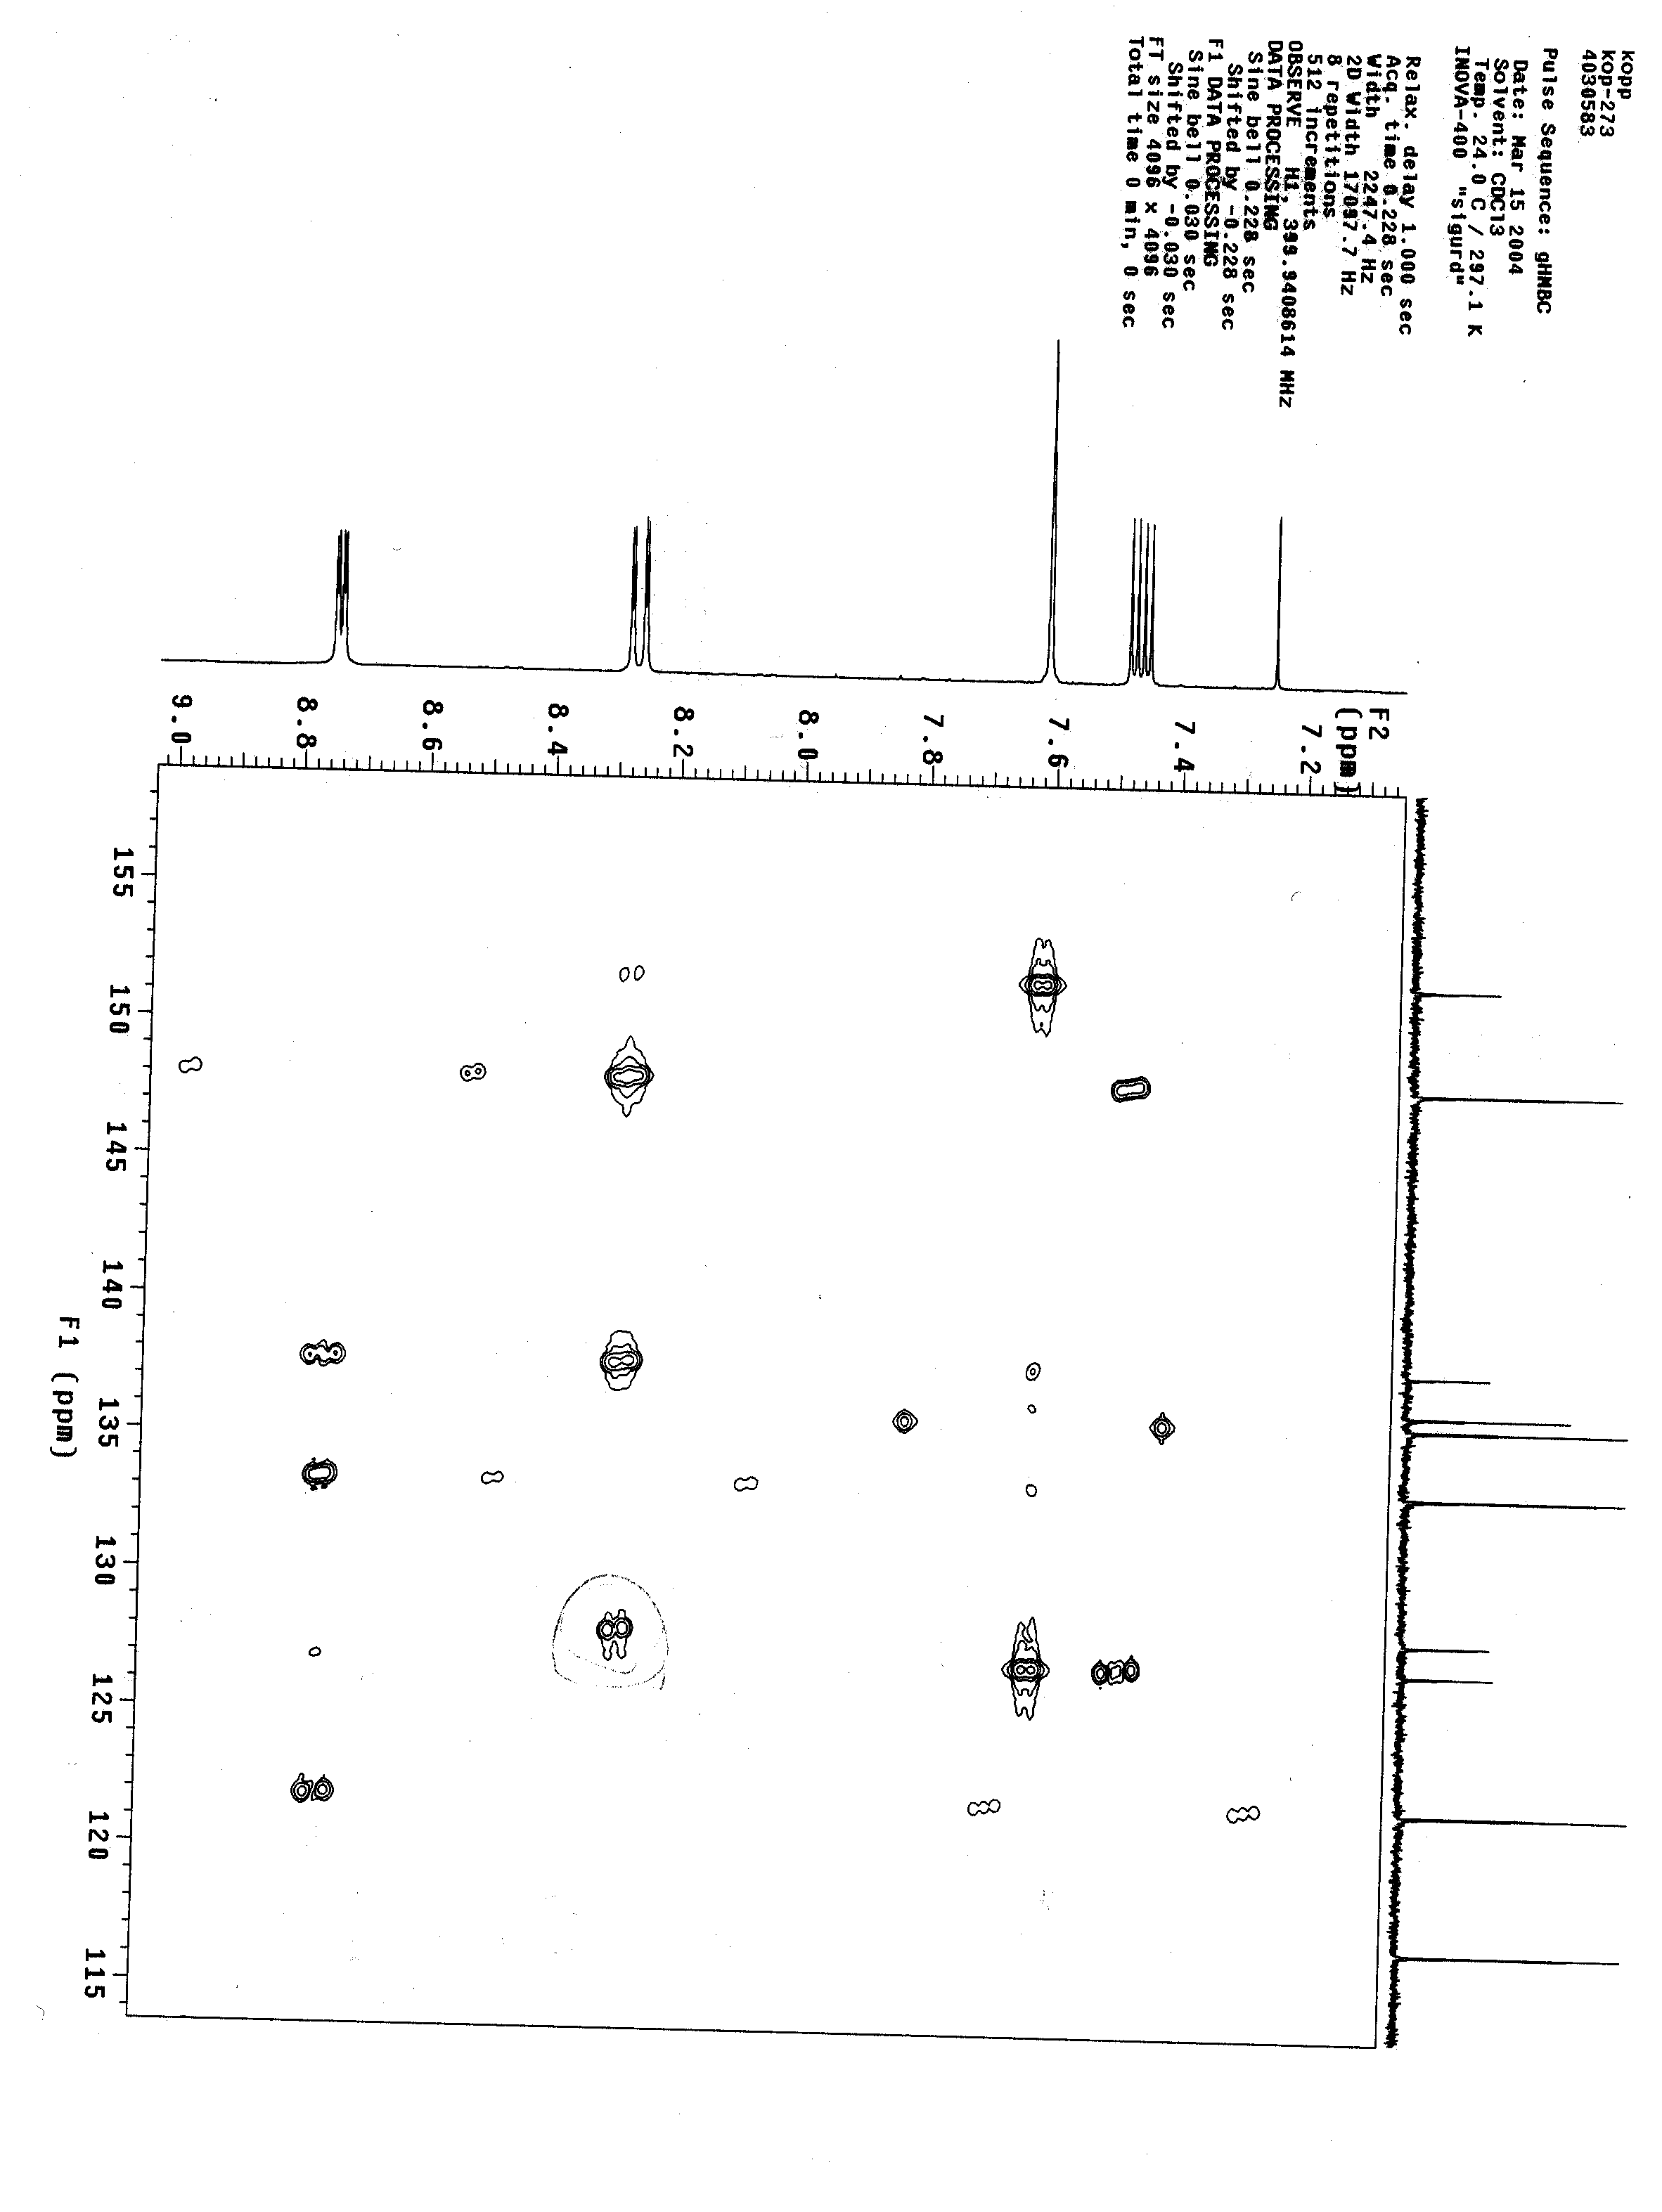 kopp
kop-273
4030583
Pulse Sequence: gHMBC
Date: Mar 15 2004
Solvent: CDCl3
Temp. 24.0 C / 297.1 K
INOVA-400 "sigurd"
Relax. delay 1.000 sec
Acq. time 0.228 sec
Width 2247.4 Hz
2D Width 17097.7 Hz
8 repetitions
512 increments
OBSERVE H1, 399.9408614 MHz
DATA PROCESSING
Sine bell 0.228 sec
Shifted by -0.228 sec
F1 DATA PROCESSING
Sine bell 0.030 sec
Shifted by -0.030 sec
FT size 4096 x 4096
Total time 0 min, 0 sec
F2
(ppm)
7.2
7.4
7.6
7.8
8.0
8.2
8.4
8.6
8.8
9.0
155
150
145
140
135
130
125
120
115
F1 (ppm)